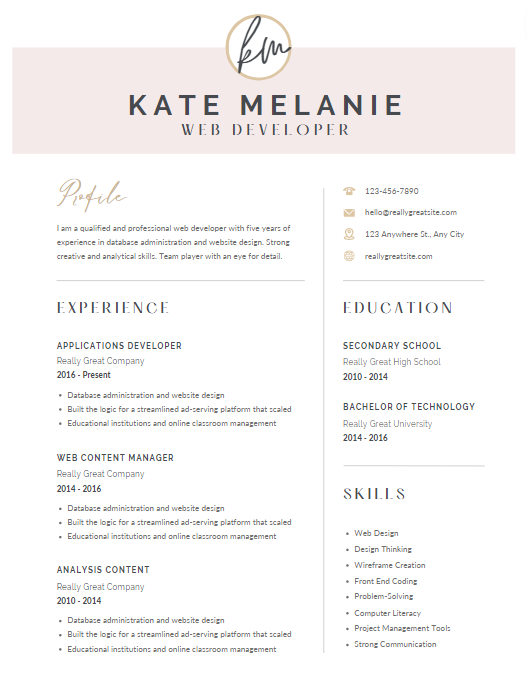 km
KATE MELANIE
WEB DEVELOPER
Profile
I am a qualified and professional web developer with five years of
experience in database administration and website design. Strong
creative and analytical skills. Team player with an eye for detail.
123-456-7890
hello@reallygreatsite.com
123 Anywhere St., Any City
reallygreatsite.com
EXPERIENCE
APPLICATIONS DEVELOPER
Really Great Company
2016 - Present
• Database administration and website design
• Built the logic for a streamlined ad-serving platform that scaled
• Educational institutions and online classroom management
WEB CONTENT MANAGER
Really Great Company
2014 - 2016
• Database administration and website design
• Built the logic for a streamlined ad-serving platform that scaled
• Educational institutions and online classroom management
ANALYSIS CONTENT
Really Great Company
2010 - 2014
• Database administration and website design
• Built the logic for a streamlined ad-serving platform that scaled
• Educational institutions and online classroom management
EDUCATION
SECONDARY SCHOOL
Really Great High School
2010 - 2014
BACHELOR OF TECHNOLOGY
Really Great University
2014 - 2016
SKILLS
• Web Design
• Design Thinking
• Wireframe Creation
• Front End Coding
• Problem-Solving
• Computer Literacy
• Project Management Tools
• Strong Communication